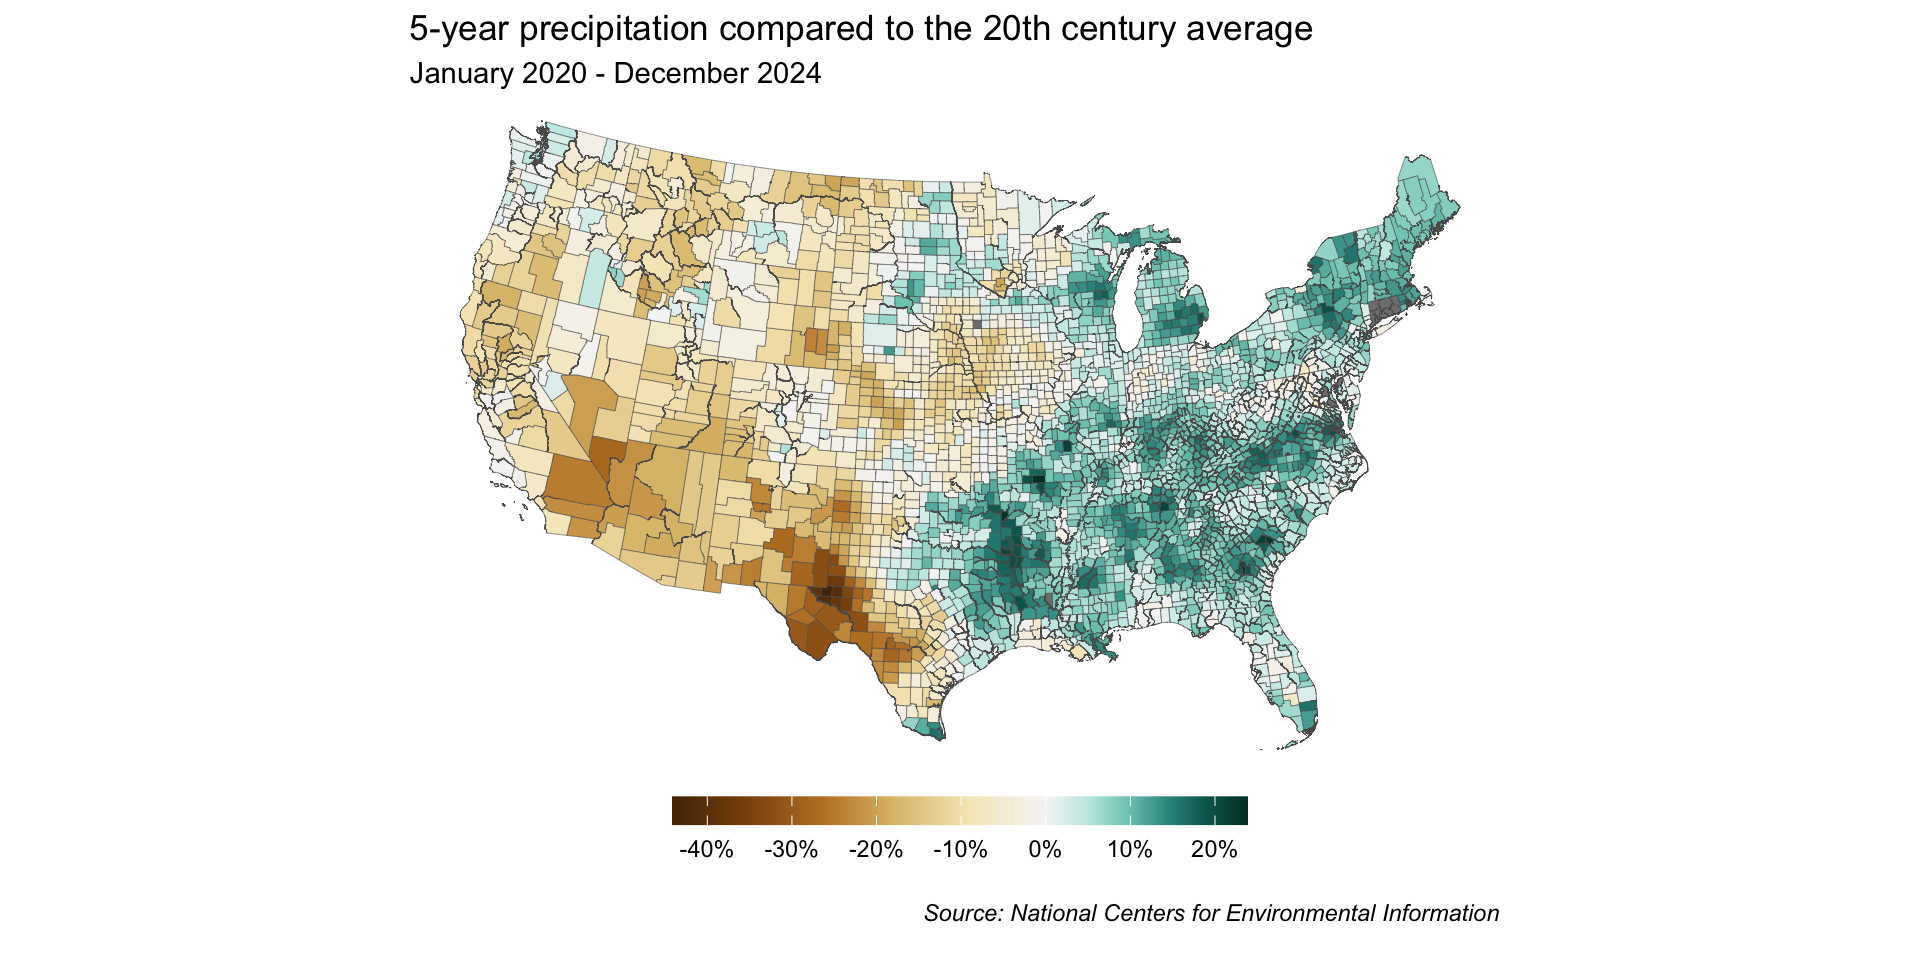 5-year precipitation compared to the 20th century average
January 2020 - December 2024
-40% -30% -20% -10% 0% 10% 20%
Source: National Centers for Environmental Information